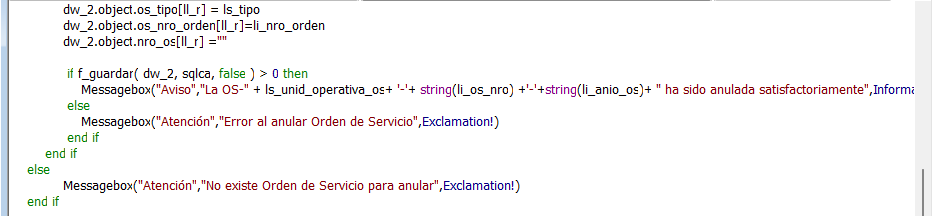 dw_2.object.os_tipo[ll_r] = ls_tipo
dw_2.object.os_nro_orden[ll_r]=li_nro_orden
dw_2.object.nro_os[ll_r] =""
if f_guardar( dw_2, sqlca, false ) > 0 then
Messagebox("Aviso","La OS-" + ls_unid_operativa_os+ '-'+ string(li_os_nro) +'-'+string(li_anio_os)+ " ha sido anulada satisfactoriamente",Informa
else
Messagebox("Atención","Error al anular Orden de Servicio",Exclamation!)
end if
end if
else
Messagebox("Atención","No existe Orden de Servicio para anular",Exclamation!)
end if